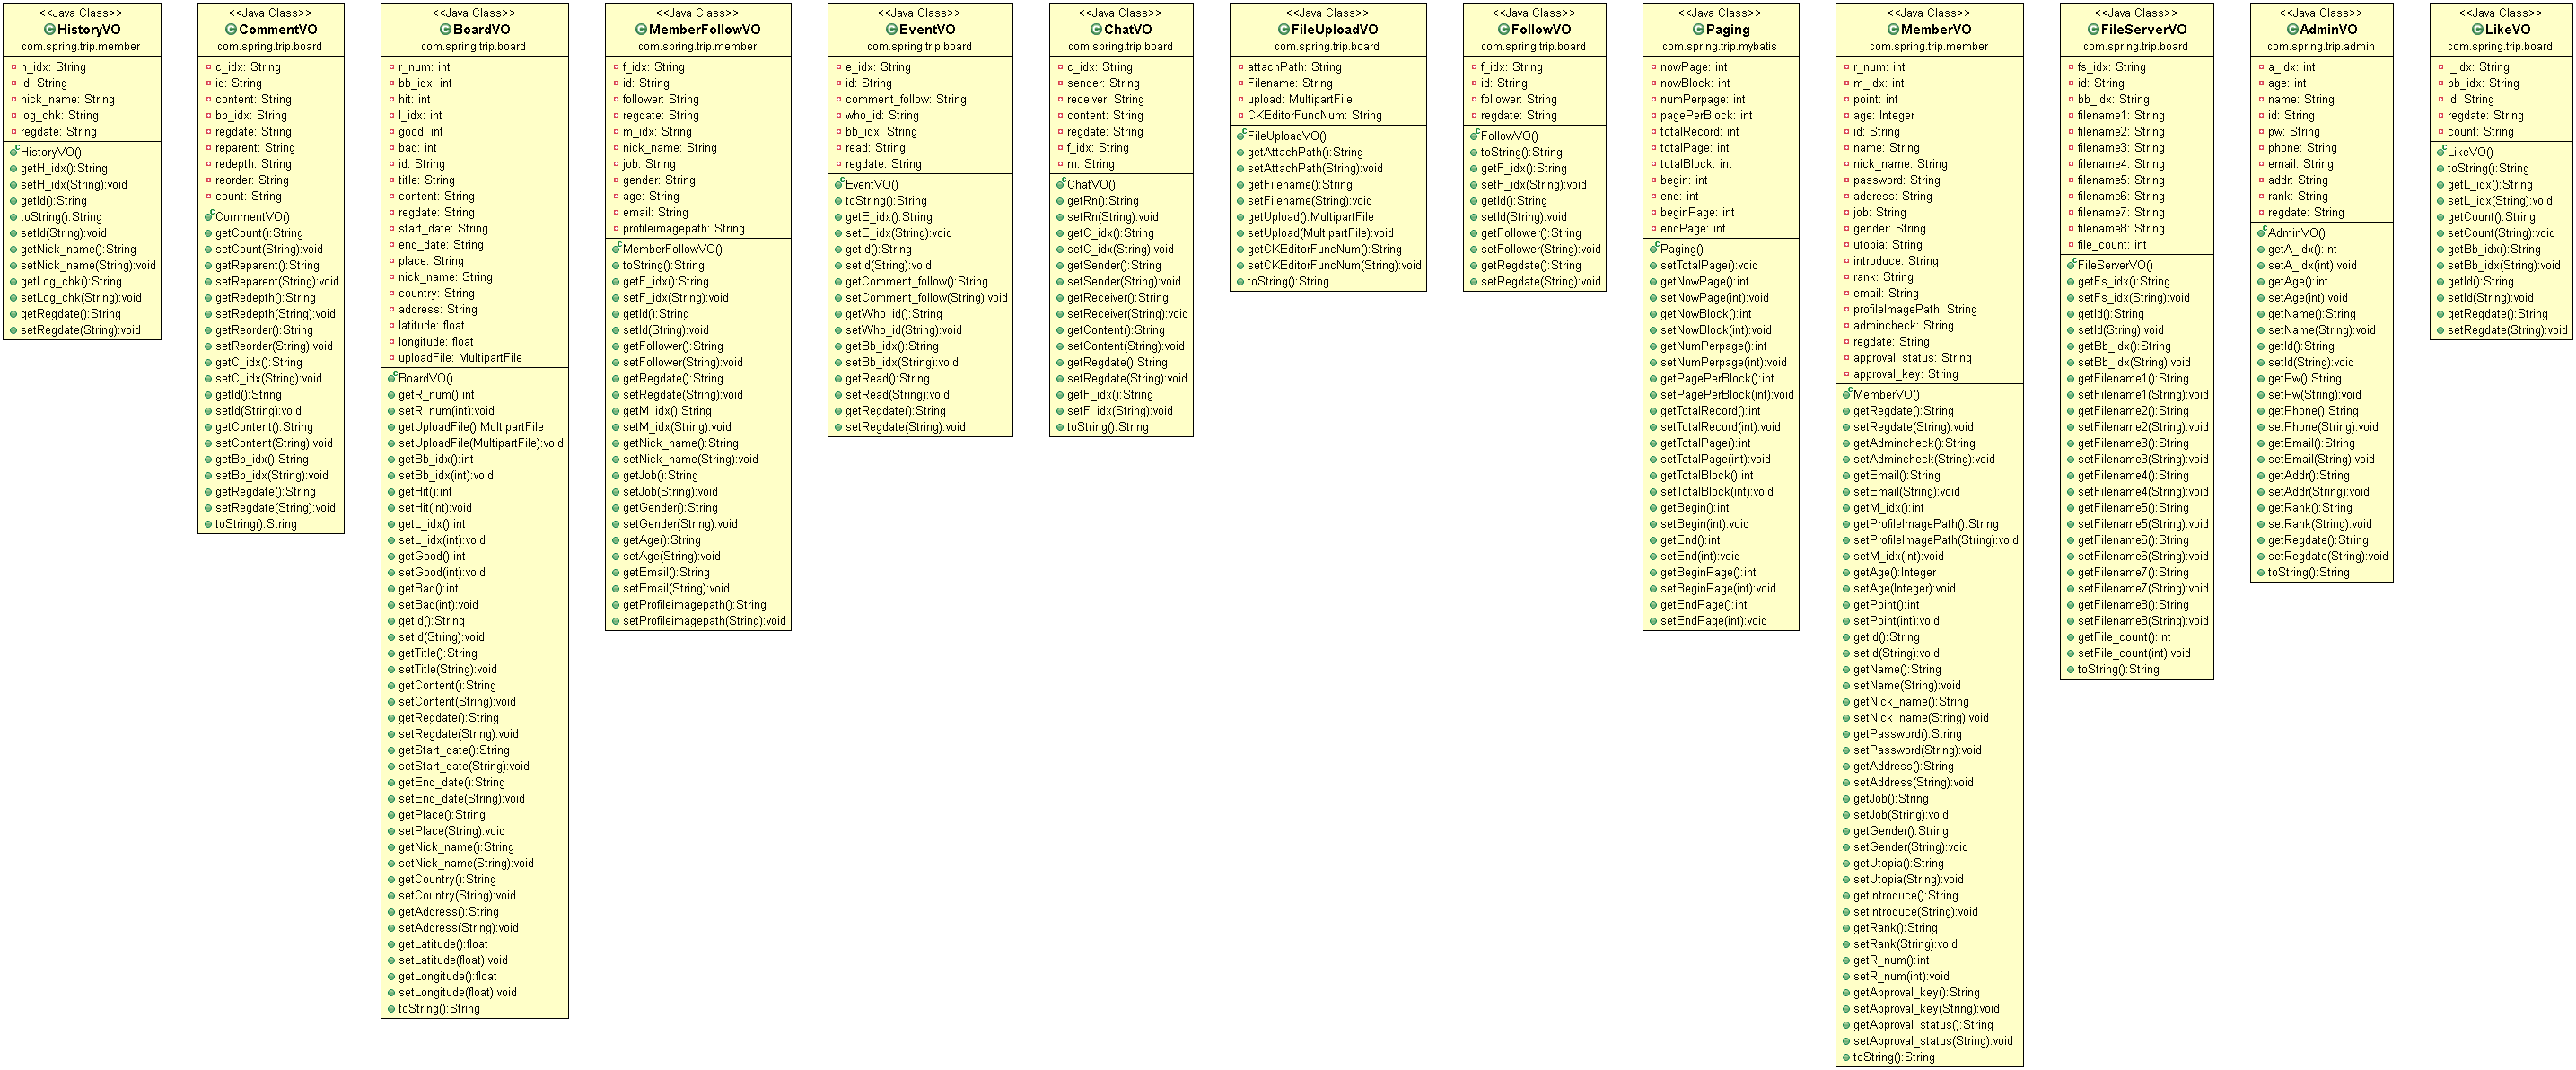 <<Java Class>>
HistoryVO
com.spring.trip.member
h_idx: String
id: String
nick_name: String
log_chk: String
regdate: String
HistoryVO()
getH_idx():String
setH_idx(String):void
getId():String
toString():String
setId(String):void
getNick_name():String
setNick_name(String):void
getLog_chk():String
setLog_chk(String):void
getRegdate():String
setRegdate(String):void
<<Java Class>>
CommentVO
com.spring.trip.board
c_idx: String
id: String
content: String
bb_idx: String
regdate: String
reparent: String
redepth: String
reorder: String
count: String
CommentVO()
getCount():String
setCount(String):void
getReparent():String
setReparent(String):void
getRedepth():String
setRedepth(String):void
getReorder():String
setReorder(String):void
getC_idx():String
setC_idx(String):void
getId():String
setId(String):void
getContent():String
setContent(String):void
getBb_idx():String
setBb_idx(String):void
getRegdate():String
setRegdate(String):void
toString():String
<<Java Class>>
BoardVO
com.spring.trip.board
r_num: int
bb_idx: int
hit: int
l_idx: int
good: int
bad: int
id: String
title: String
content: String
regdate: String
start_date: String
end_date: String
place: String
nick_name: String
country: String
address: String
latitude: float
longitude: float
uploadFile: MultipartFile
BoardVO()
getR_num():int
setR_num(int):void
getUploadFile():MultipartFile
setUploadFile(MultipartFile):void
getBb_idx():int
setBb_idx(int):void
getHit():int
setHit(int):void
getL_idx():int
setL_idx(int):void
getGood():int
setGood(int):void
getBad():int
setBad(int):void
getId():String
setId(String):void
getTitle():String
setTitle(String):void
getContent():String
setContent(String):void
getRegdate():String
setRegdate(String):void
getStart_date():String
setStart_date(String):void
getEnd_date():String
setEnd_date(String):void
getPlace():String
setPlace(String):void
getNick_name():String
setNick_name(String):void
getCountry():String
setCountry(String):void
getAddress():String
setAddress(String):void
getLatitude():float
setLatitude(float):void
getLongitude():float
setLongitude(float):void
toString():String
<<Java Class>>
MemberFollowVO
com.spring.trip.member
f_idx: String
id: String
follower: String
regdate: String
m_idx: String
nick_name: String
job: String
gender: String
age: String
email: String
profileimagepath: String
MemberFollowVO()
toString():String
getF_idx():String
setF_idx(String):void
getId():String
setId(String):void
getFollower():String
setFollower(String):void
getRegdate():String
setRegdate(String):void
getM_idx():String
setM_idx(String):void
getNick_name():String
setNick_name(String):void
getJob():String
setJob(String):void
getGender():String
setGender(String):void
getAge():String
setAge(String):void
getEmail():String
setEmail(String):void
getProfileimagepath():String
setProfileimagepath(String):void
<<Java Class>>
EventVO
com.spring.trip.board
e_idx: String
id: String
comment_follow: String
who_id: String
bb_idx: String
read: String
regdate: String
EventVO()
toString():String
getE_idx():String
setE_idx(String):void
getId():String
setId(String):void
getComment_follow():String
setComment_follow(String):void
getWho_id():String
setWho_id(String):void
getBb_idx():String
setBb_idx(String):void
getRead():String
setRead(String):void
getRegdate():String
setRegdate(String):void
<<Java Class>>
ChatVO
com.spring.trip.board
c_idx: String
sender: String
receiver: String
content: String
regdate: String
f_idx: String
rn: String
ChatVO()
getRn():String
setRn(String):void
getC_idx():String
setC_idx(String):void
getSender():String
setSender(String):void
getReceiver():String
setReceiver(String):void
getContent():String
setContent(String):void
getRegdate():String
setRegdate(String):void
getF_idx():String
setF_idx(String):void
toString():String
<<Java Class>>
FileUploadVO
com.spring.trip.board
attachPath: String
Filename: String
upload: MultipartFile
CKEditorFuncNum: String
FileUploadVO()
getAttachPath():String
setAttachPath(String):void
getFilename():String
setFilename(String):void
getUpload():MultipartFile
setUpload(MultipartFile):void
getCKEditorFuncNum():String
setCKEditorFuncNum(String):void
toString():String
<<Java Class>>
FollowVO
com.spring.trip.board
f_idx: String
id: String
follower: String
regdate: String
FollowVO()
toString():String
getF_idx():String
setF_idx(String):void
getId():String
setId(String):void
getFollower():String
setFollower(String):void
getRegdate():String
setRegdate(String):void
<<Java Class>>
Paging
com.spring.trip.mybatis
nowPage: int
nowBlock: int
numPerpage: int
pagePerBlock: int
totalRecord: int
totalPage: int
totalBlock: int
begin: int
end: int
beginPage: int
endPage: int
Paging()
setTotalPage():void
getNowPage():int
setNowPage(int):void
getNowBlock():int
setNowBlock(int):void
getNumPerpage():int
setNumPerpage(int):void
getPagePerBlock():int
setPagePerBlock(int):void
getTotalRecord():int
setTotalRecord(int):void
getTotalPage():int
setTotalPage(int):void
getTotalBlock():int
setTotalBlock(int):void
getBegin():int
setBegin(int):void
getEnd():int
setEnd(int):void
getBeginPage():int
setBeginPage(int):void
getEndPage():int
setEndPage(int):void
<<Java Class>>
MemberVO
com.spring.trip.member
r_num: int
m_idx: int
point: int
age: Integer
id: String
name: String
nick_name: String
password: String
address: String
job: String
gender: String
utopia: String
introduce: String
rank: String
email: String
profileImagePath: String
admincheck: String
regdate: String
approval_status: String
approval_key: String
MemberVO()
getRegdate():String
setRegdate(String):void
getAdmincheck():String
setAdmincheck(String):void
getEmail():String
setEmail(String):void
getM_idx():int
getProfileImagePath():String
setProfileImagePath(String):void
setM_idx(int):void
getAge():Integer
setAge(Integer):void
getPoint():int
setPoint(int):void
getId():String
setId(String):void
getName():String
setName(String):void
getNick_name():String
setNick_name(String):void
getPassword():String
setPassword(String):void
getAddress():String
setAddress(String):void
getJob():String
setJob(String):void
getGender():String
setGender(String):void
getUtopia():String
setUtopia(String):void
getIntroduce():String
setIntroduce(String):void
getRank():String
setRank(String):void
getR_num():int
setR_num(int):void
getApproval_key():String
setApproval_key(String):void
getApproval_status():String
setApproval_status(String):void
toString():String
<<Java Class>>
FileServerVO
com.spring.trip.board
fs_idx: String
id: String
bb_idx: String
filename1: String
filename2: String
filename3: String
filename4: String
filename5: String
filename6: String
filename7: String
filename8: String
file_count: int
FileServerVO()
getFs_idx():String
setFs_idx(String):void
getId():String
setId(String):void
getBb_idx():String
setBb_idx(String):void
getFilename1():String
setFilename1(String):void
getFilename2():String
setFilename2(String):void
getFilename3():String
setFilename3(String):void
getFilename4():String
setFilename4(String):void
getFilename5():String
setFilename5(String):void
getFilename6():String
setFilename6(String):void
getFilename7():String
setFilename7(String):void
getFilename8():String
setFilename8(String):void
getFile_count():int
setFile_count(int):void
toString():String
<<Java Class>>
AdminVO
com.spring.trip.admin
a_idx: int
age: int
name: String
id: String
pw: String
phone: String
email: String
addr: String
rank: String
regdate: String
AdminVO()
getA_idx():int
setA_idx(int):void
getAge():int
setAge(int):void
getName():String
setName(String):void
getId():String
setId(String):void
getPw():String
setPw(String):void
getPhone():String
setPhone(String):void
getEmail():String
setEmail(String):void
getAddr():String
setAddr(String):void
getRank():String
setRank(String):void
getRegdate():String
setRegdate(String):void
toString():String
<<Java Class>>
LikeVO
com.spring.trip.board
l_idx: String
bb_idx: String
id: String
regdate: String
count: String
LikeVO()
toString():String
getL_idx():String
setL_idx(String):void
getCount():String
setCount(String):void
getBb_idx():String
setBb_idx(String):void
getId():String
setId(String):void
getRegdate():String
setRegdate(String):void